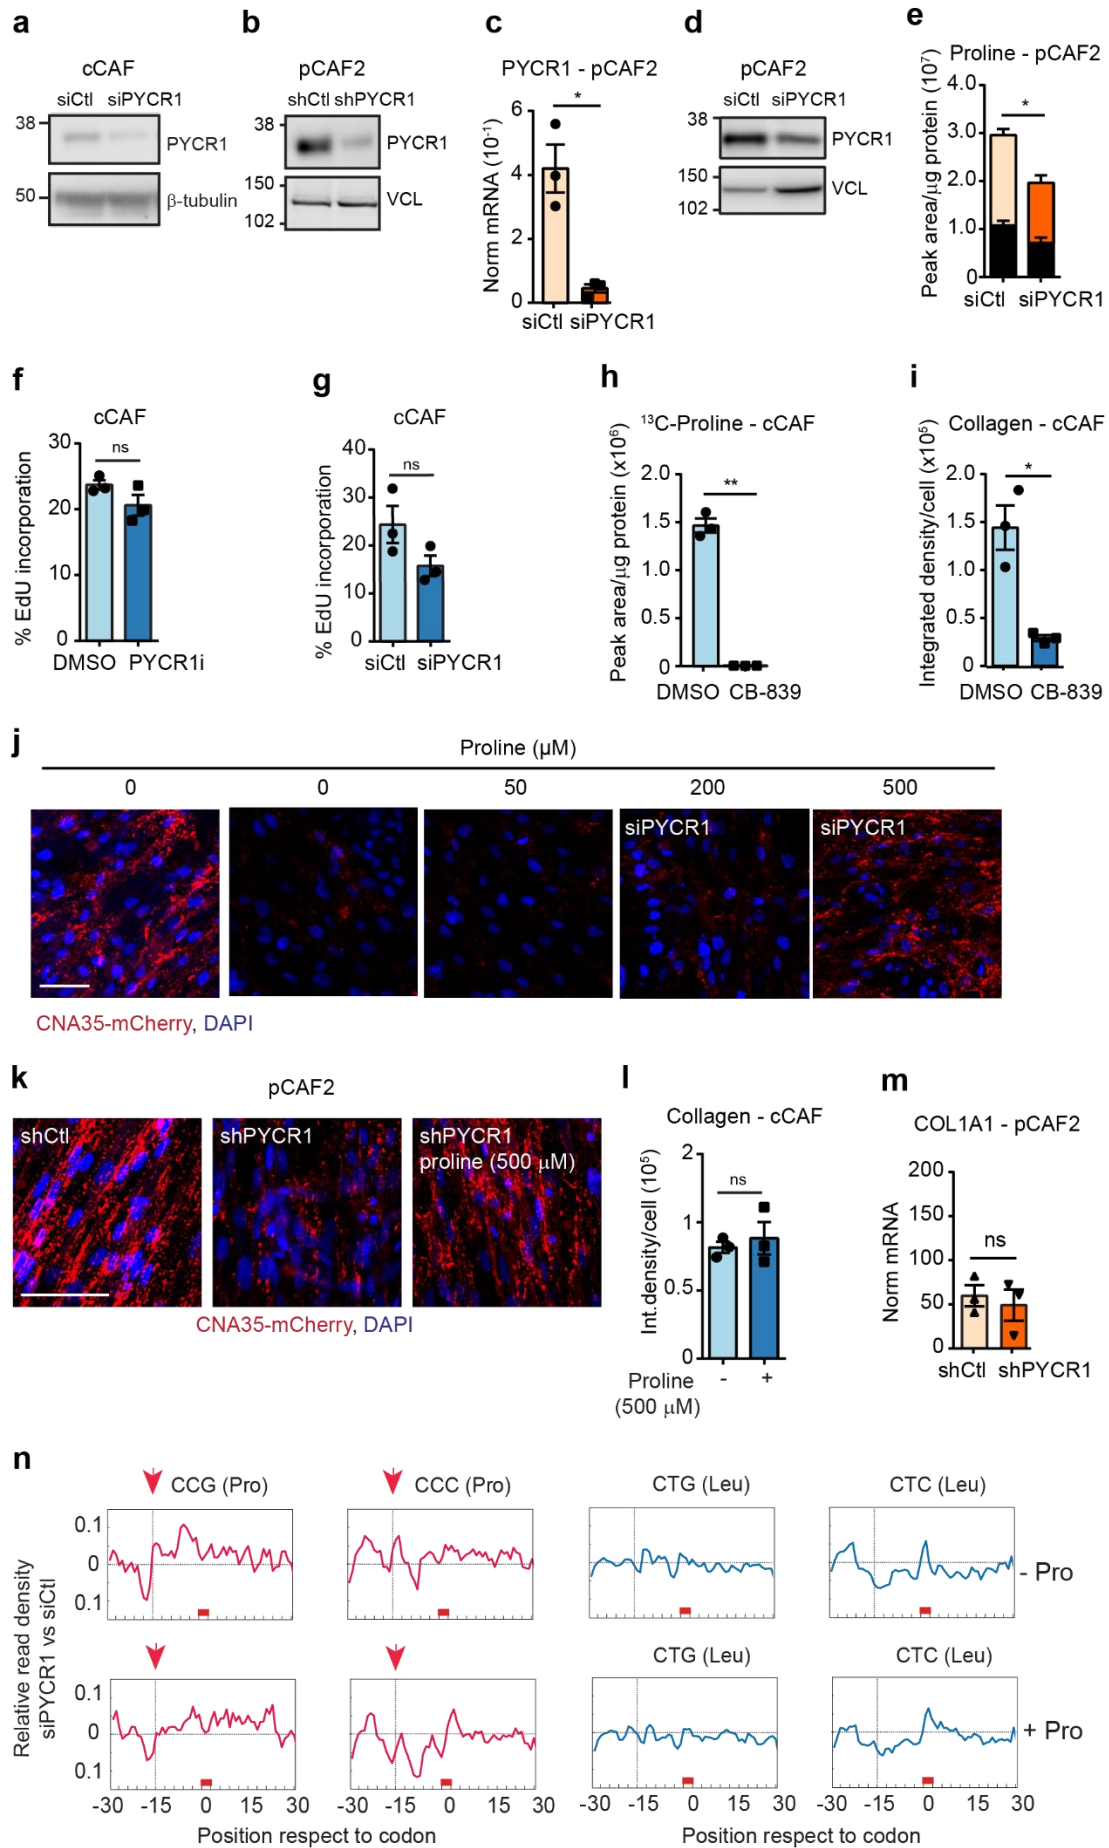 a
cCAF
siCtl siPYCR1
38
PYCR1
50
β-tubulin
b
pCAF2
shCtl shPYCR1
38
PYCR1
150
VCL
102
c
PYCR1 - pCAF2
*
Norm mRNA (10⁻¹)
6
4
2
0
siCtl siPYCR1
d
pCAF2
siCtl siPYCR1
38
PYCR1
150
VCL
102
e
Proline - pCAF2
*
Peak area/µg protein (10⁷)
4.0
3.0
2.0
1.0
0
siCtl siPYCR1
f
cCAF
ns
% EdU incorporation
30
20
10
0
DMSO PYCR1i
g
cCAF
ns
% EdU incorporation
40
30
20
10
0
siCtl siPYCR1
h
¹³C-Proline - cCAF
**
Peak area/µg protein (x10⁶)
2.0
1.5
1.0
0.5
0
DMSO CB-839
i
Collagen - cCAF
*
Integrated density/cell (x10⁵)
2.0
1.5
1.0
0.5
0
DMSO CB-839
j
Proline (µM)
0 0 50 200 500
siPYCR1 siPYCR1
CNA35-mCherry, DAPI
k
pCAF2
shCtl
shPYCR1
shPYCR1
proline (500 µM)
CNA35-mCherry, DAPI
l
Collagen - cCAF
ns
Int.density/cell (10⁵)
2
1
0.5
0
Proline - +
(500 µM)
m
COL1A1 - pCAF2
ns
Norm mRNA
200
150
100
50
0
shCtl shPYCR1
n
CCG (Pro) CCC (Pro) CTG (Leu) CTC (Leu)
0.1
0
0.1
- Pro
CTG (Leu) CTC (Leu)
0.1
0
0.1
+ Pro
Relative read density
siPYCR1 vs siCtl
-30 -15 0 15 30 -30 -15 0 15 30 -30 -15 0 15 30 -30 -15 0 15 30
Position respect to codon Position respect to codon